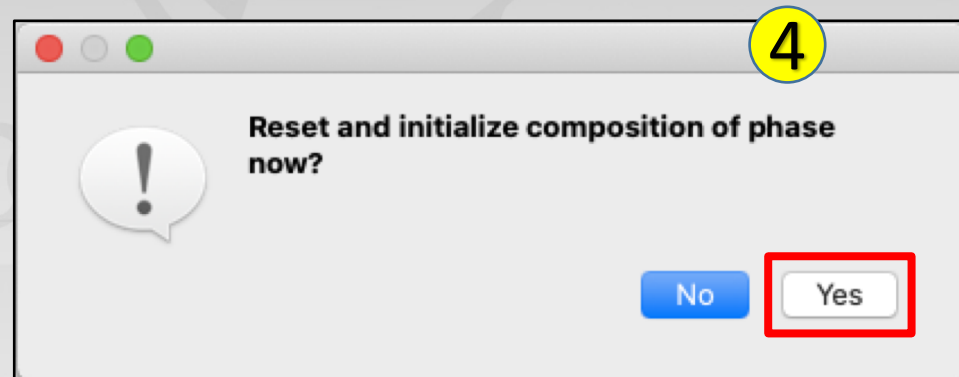 4
Reset and initialize composition of phase
now?
No
Yes